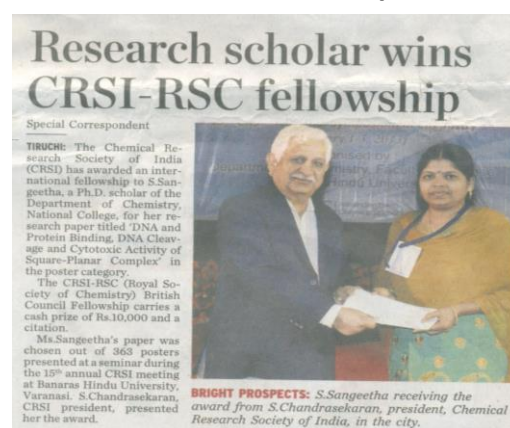 Research scholar wins
CRSI-RSC fellowship
Special Correspondent
TIRUCHI: The Chemical Re-
search Society of India
(CRSI) has awarded an inter-
national fellowship to S.San-
geetha, a Ph.D. scholar of the
Department of Chemistry,
National College, for her re-
search paper titled 'DNA and
Protein Binding, DNA Cleav-
age and Cytotoxic Activity of
Square-Planar Complex' in
the poster category.
The CRSI-RSC (Royal So-
ciety of Chemistry) British
Council Fellowship carries a
cash prize of Rs.10,000 and a
citation.
Ms.Sangeetha's paper was
chosen out of 363 posters
presented at a seminar during
the 15th annual CRSI meeting
at Banaras Hindu University,
Varanasi. S.Chandrasekaran,
CRSI president, presented
her the award.
BRIGHT PROSPECTS: S.Sangeetha receiving the
award from S.Chandrasekaran, president, Chemical
Research Society of India, in the city.